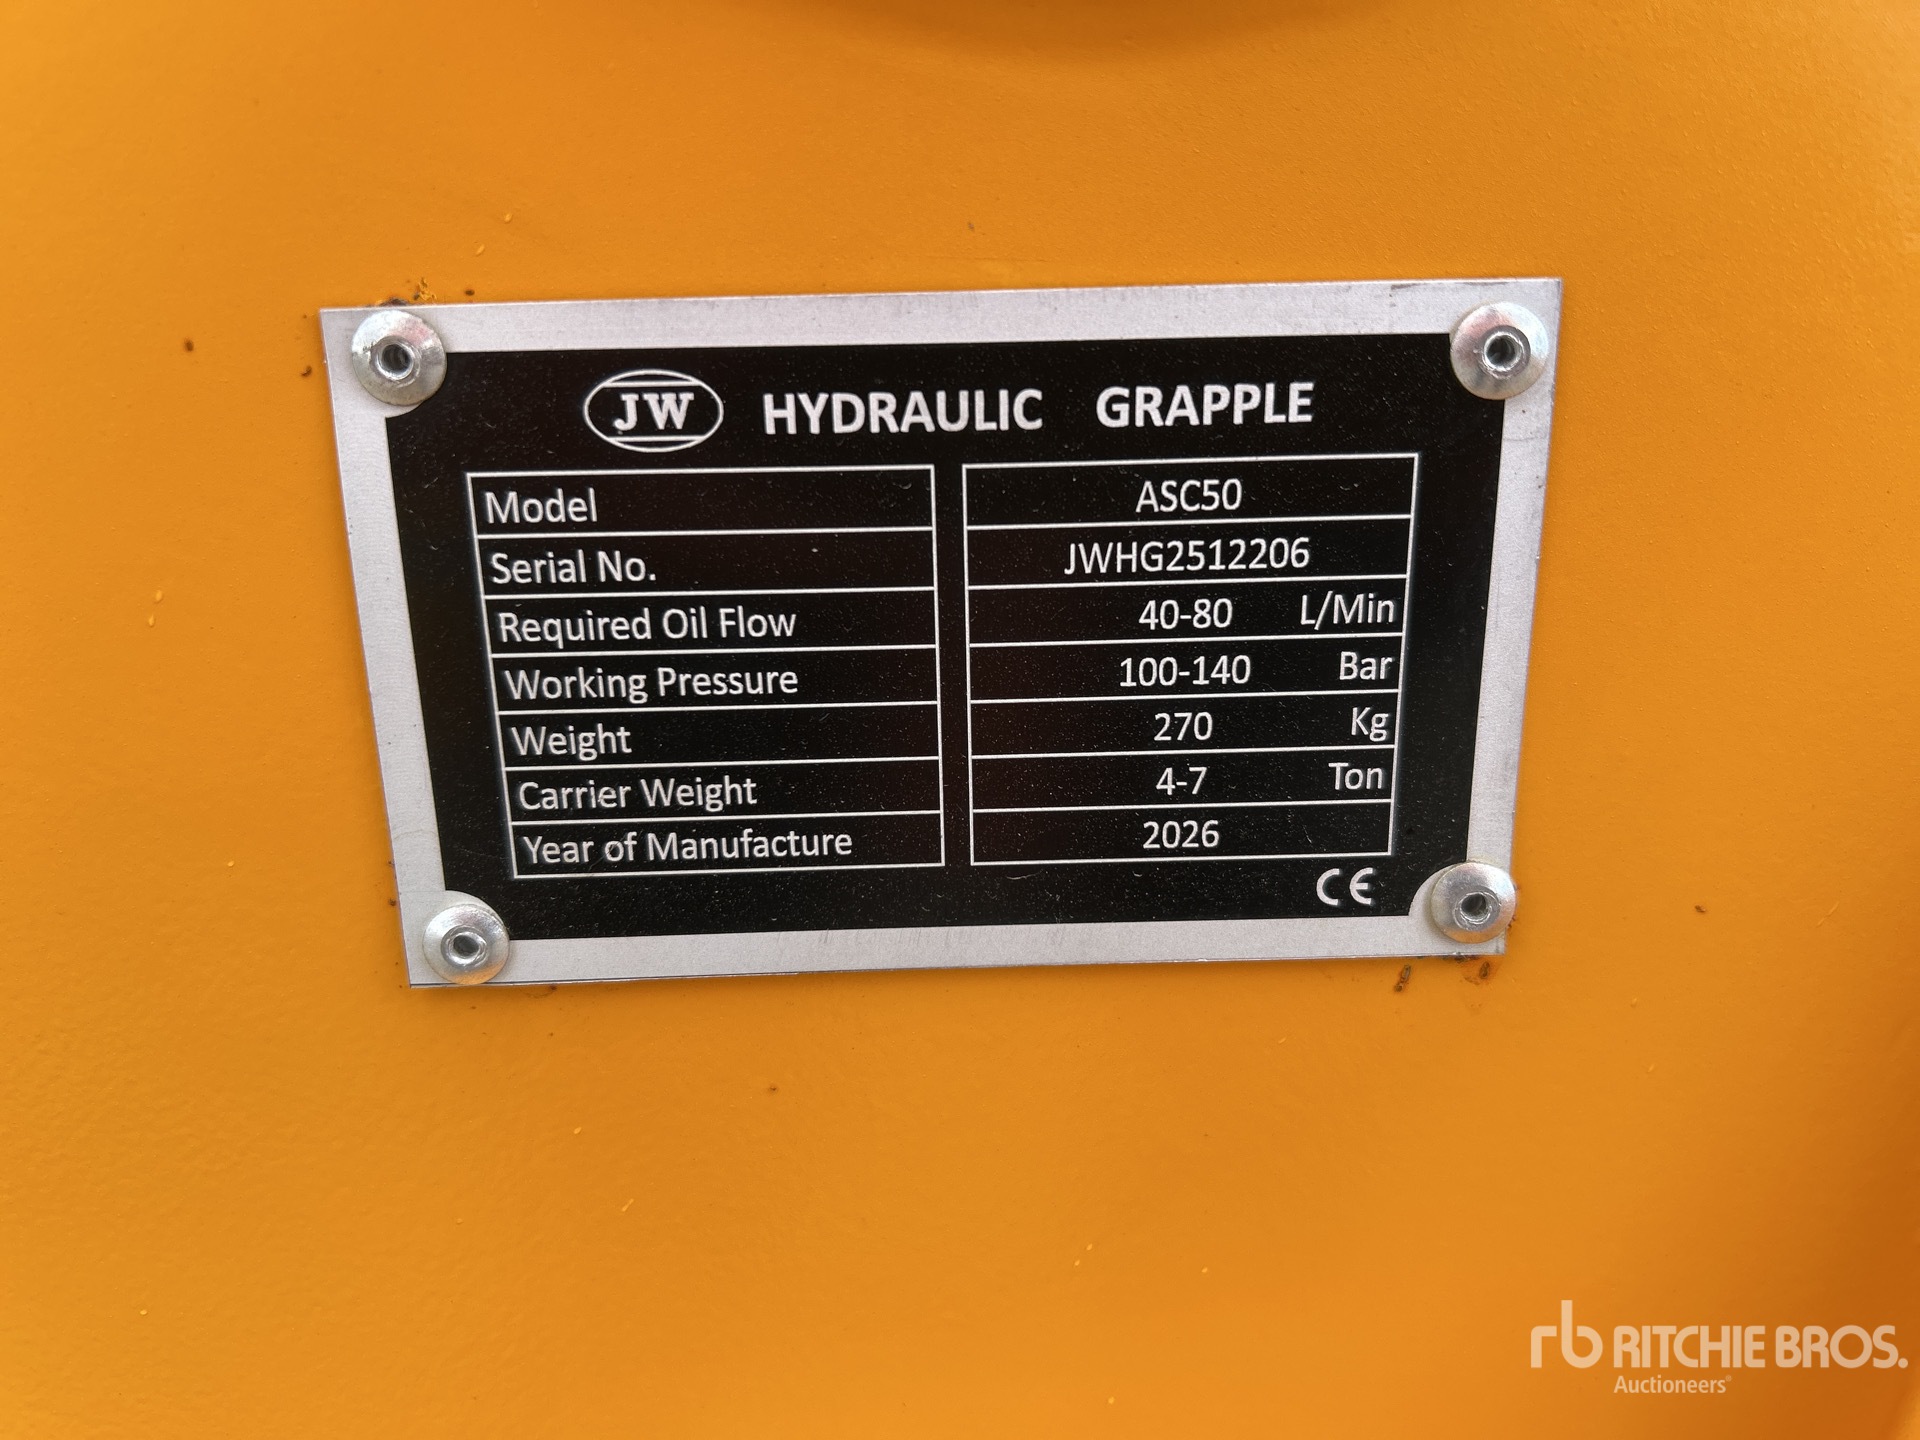 JW HYDRAULIC GRAPPLE
Model ASC50
Serial No. JWHG2512206
Required Oil Flow 40-80 L/Min
Working Pressure 100-140 Bar
Weight 270 Kg
Carrier Weight 4-7 Ton
Year of Manufacture 2026
CE
rb RITCHIE BROS.
Auctioneers